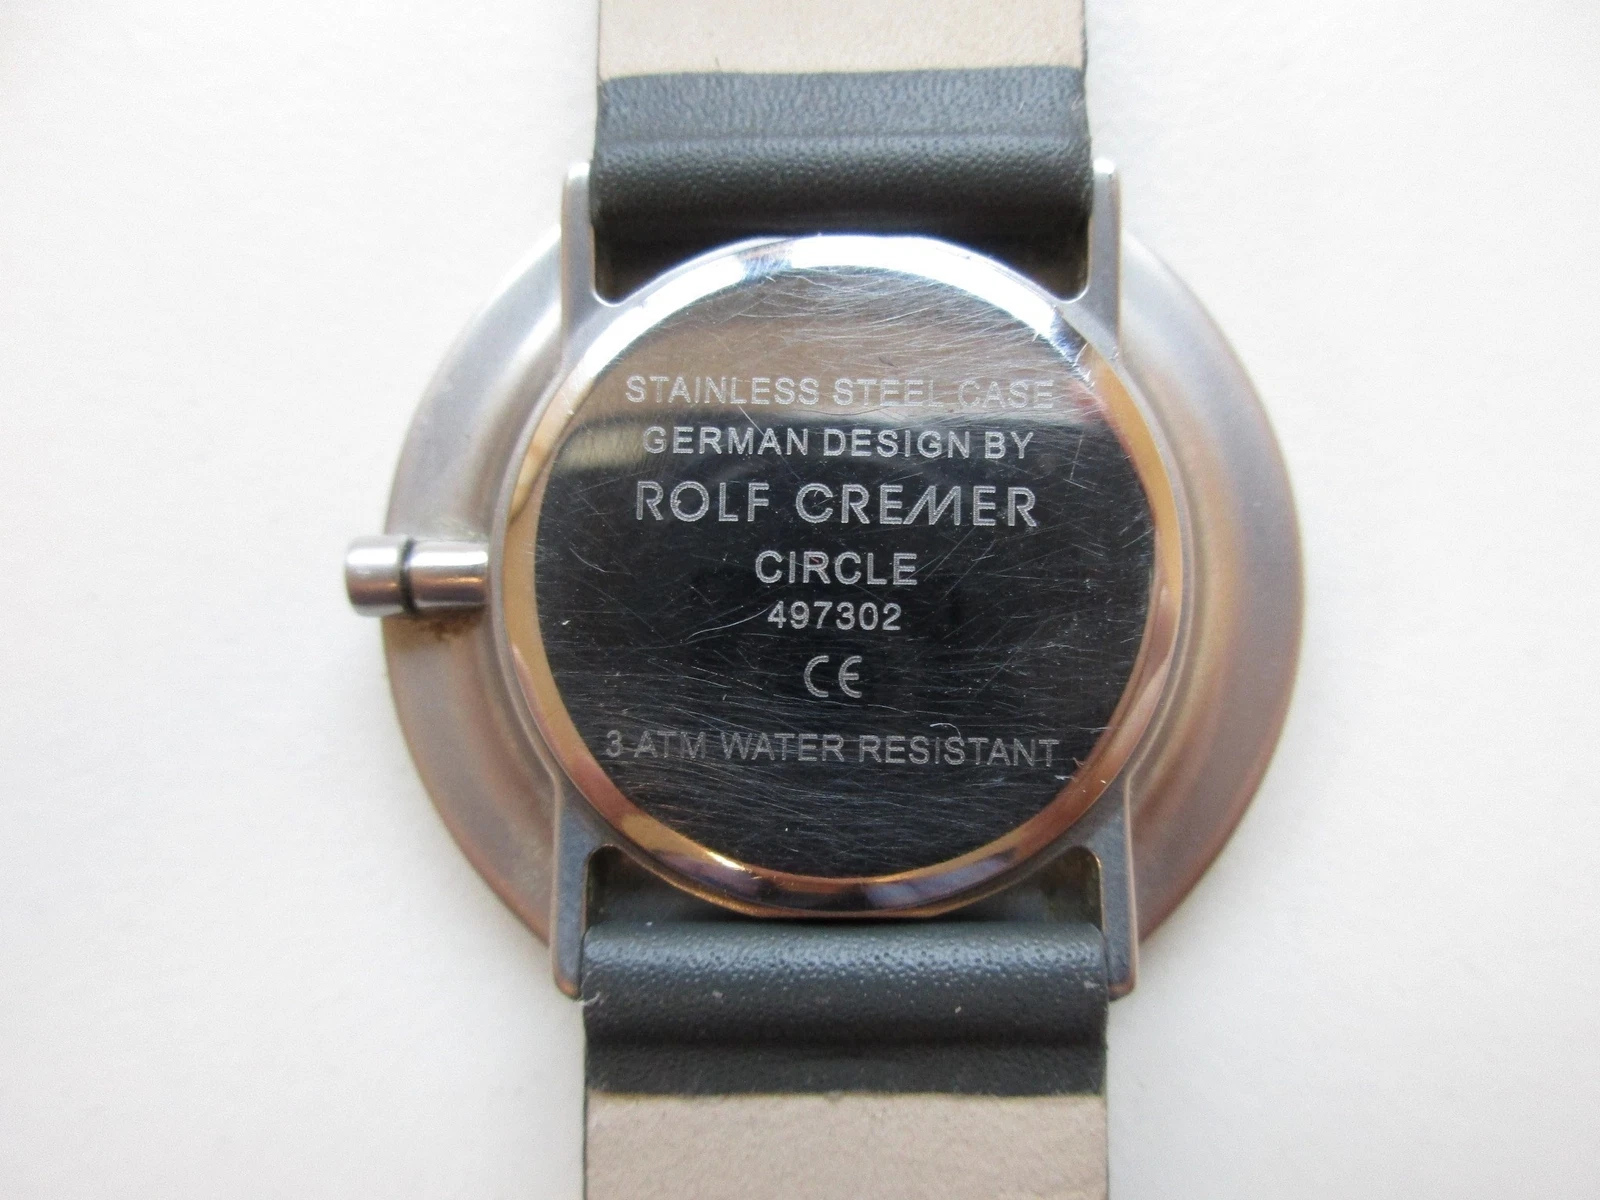 STAINLESS STEEL CASE
GERMAN DESIGN BY
ROLF CREMER
CIRCLE
497302
CE
3 ATM WATER RESISTANT